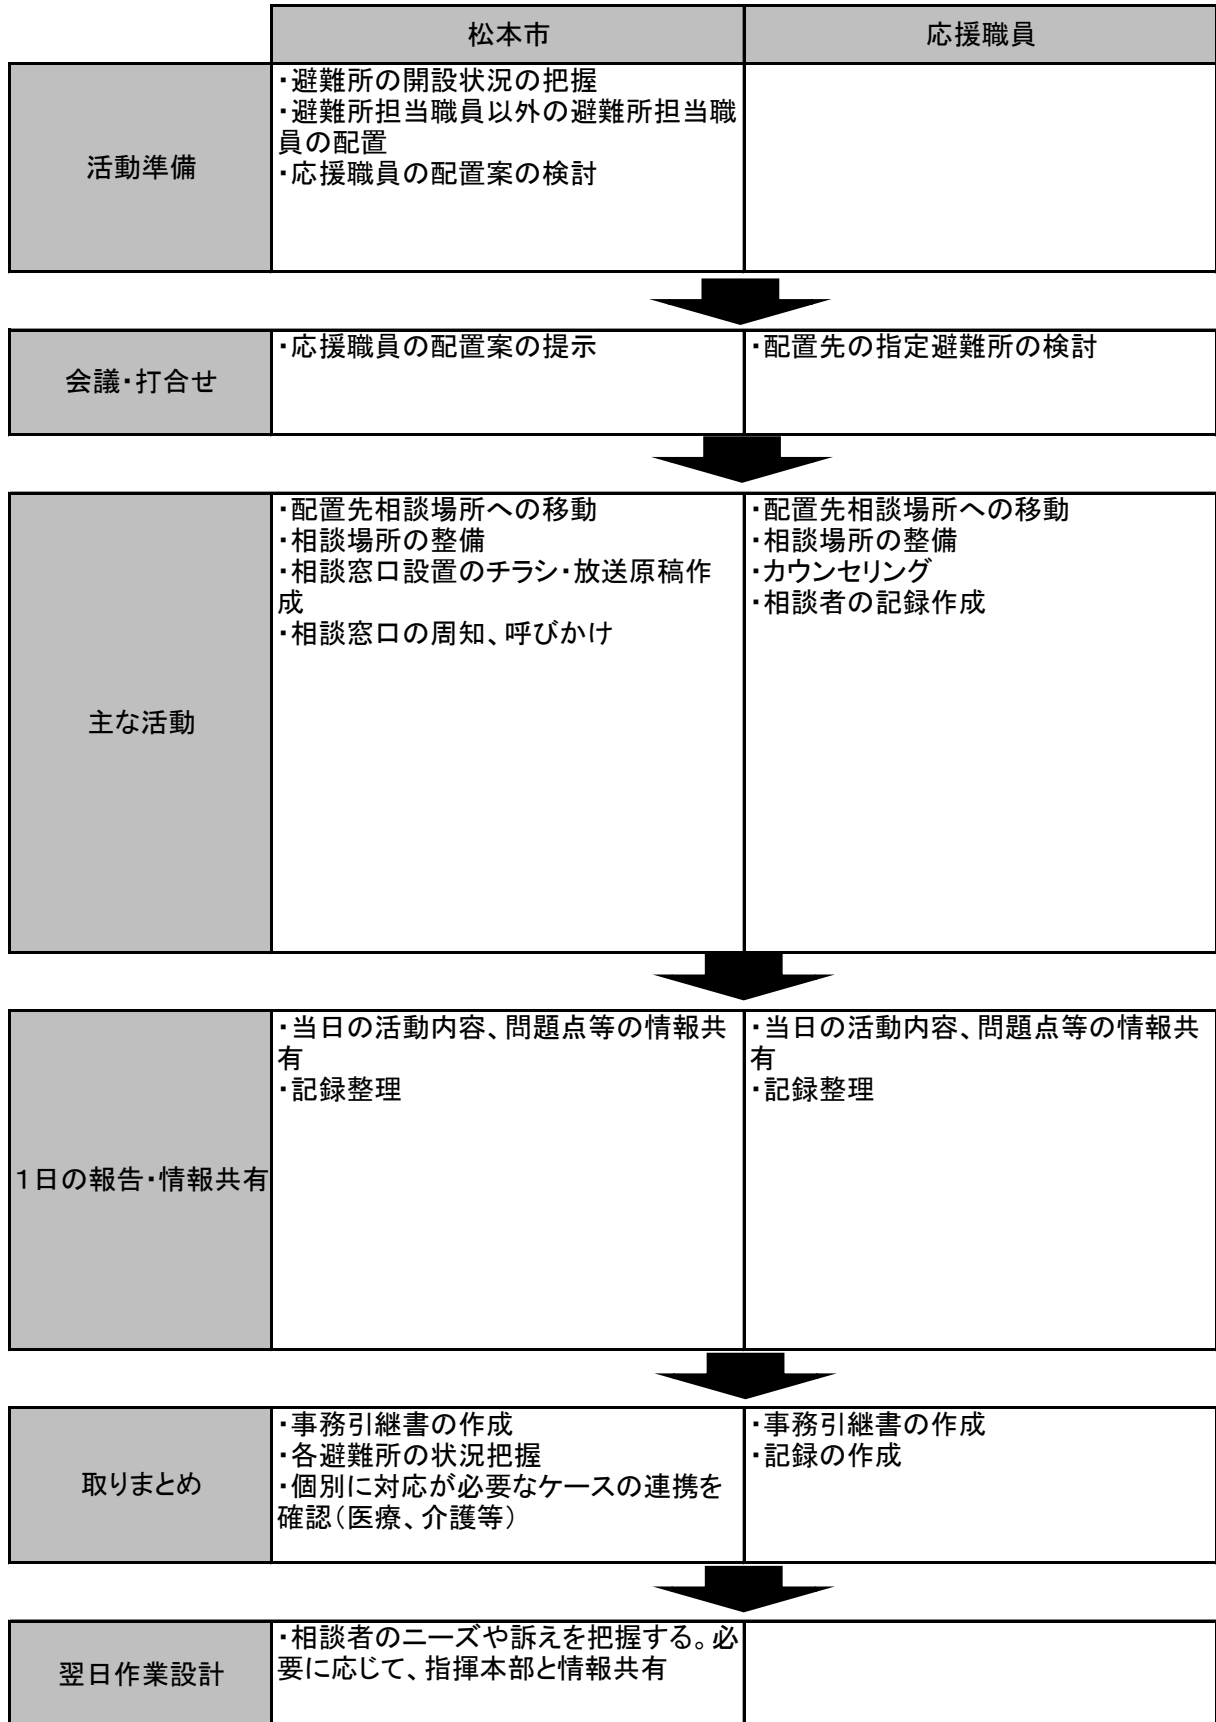 松本市
応援職員
活動準備
・避難所の開設状況の把握
・避難所担当職員以外の避難所担当職
員の配置
・応援職員の配置案の検討
会議・打合せ
・応援職員の配置案の提示
・配置先の指定避難所の検討
主な活動
・配置先相談場所への移動
・相談場所の整備
・相談窓口設置のチラシ・放送原稿作
成
・相談窓口の周知、呼びかけ
・配置先相談場所への移動
・相談場所の整備
・カウンセリング
・相談者の記録作成
１日の報告・情報共有
・当日の活動内容、問題点等の情報共
有
・記録整理
・当日の活動内容、問題点等の情報共
有
・記録整理
取りまとめ
・事務引継書の作成
・各避難所の状況把握
・個別に対応が必要なケースの連携を
確認（医療、介護等）
・事務引継書の作成
・記録の作成
翌日作業設計
・相談者のニーズや訴えを把握する。必
要に応じて、指揮本部と情報共有